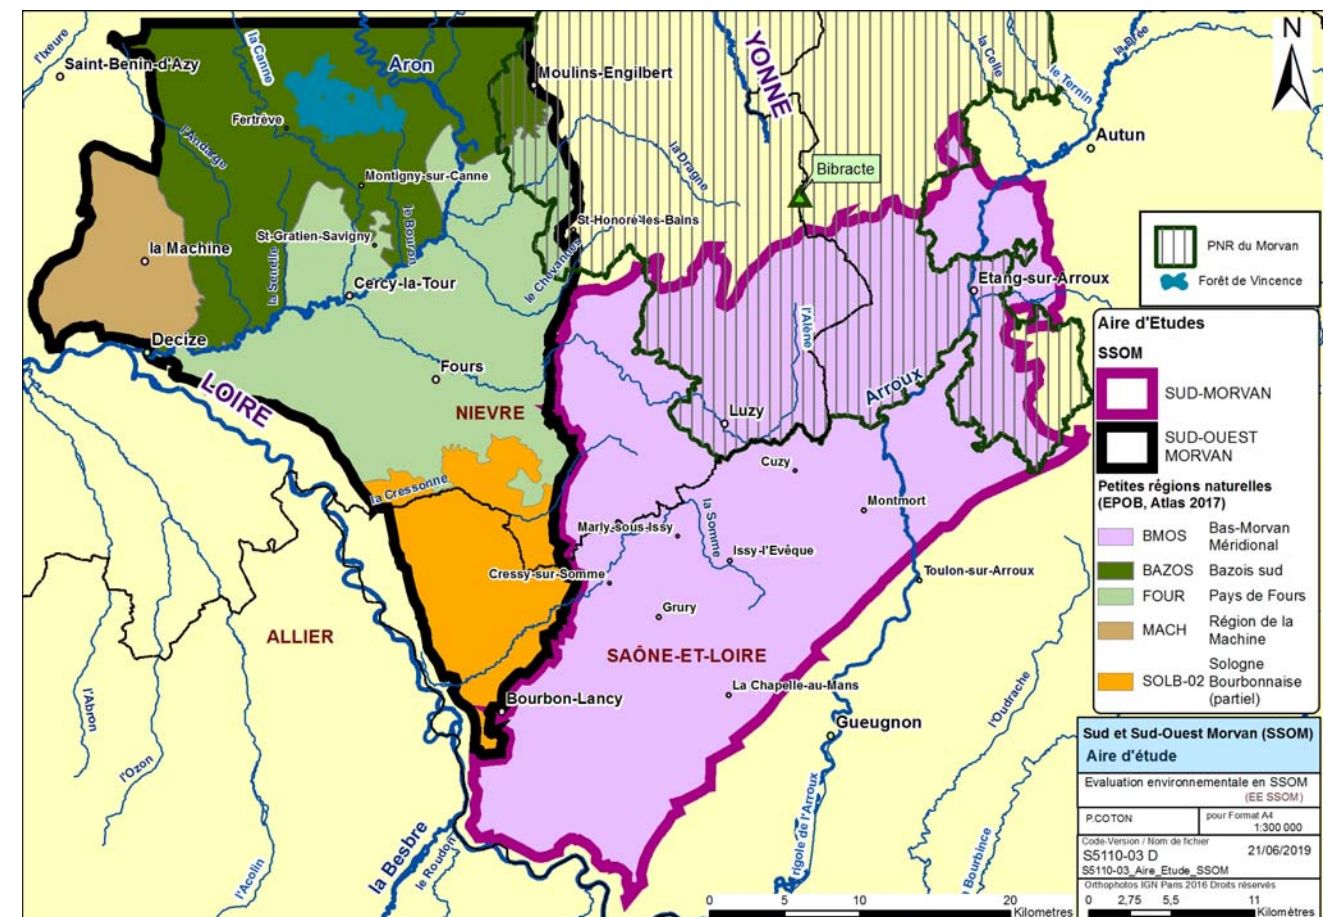 l'Ixeure
Saint-Benin-d'Azy
la Canne
Aron
Moulins-Engilbert
YONNE
la Celle
le Ternin
la Drée
N
Autun
Fertrève
l'Andarge
la Dragne
Bibracte
Montigny-sur-Canne
la Machine
St-Gratien-Savigny
St-Honoré-les-Bains
la Senelle
Cercy-la-Tour
le Chevannes
Etang-sur-Arroux
l'Alène
Decize
Fours
LOIRE
NIEVRE
Luzy
Arroux
Cuzy
la Cressonne
Montmort
Marly-sous-Issy
la Somme
Issy-l'Evêque
Cressy-sur-Somme
Toulon-sur-Arroux
Grury
ALLIER
SAÔNE-ET-LOIRE
La Chapelle-au-Mans
Bourbon-Lancy
Gueugnon
l'Abron
l'Ozon
l'Acolin
la Besbre
le Roudon
rigole de l'Arroux
l'Oudrache
Bourbince
0 5 10 20
Kilometres
PNR du Morvan
Forêt de Vincence
Aire d'Etudes
SSOM
SUD-MORVAN
SUD-OUEST
MORVAN
Petites régions naturelles
(EPOB, Atlas 2017)
BMOS Bas-Morvan
Méridional
BAZOS Bazois sud
FOUR Pays de Fours
MACH Région de la
Machine
SOLB-02 Sologne
Bourbonnaise
(partiel)
Sud et Sud-Ouest Morvan (SSOM)
Aire d'étude
Evaluation environnementale en SSOM
(EE SSOM)
P.COTON
pour Format A4
1:300 000
Code-Version / Nom de fichier
S5110-03 D
21/06/2019
S5110-03_Aire_Etude_SSOM
Orthophotos IGN Paris 2016 Droits réservés
0 2,75 5,5 11
Kilomètres